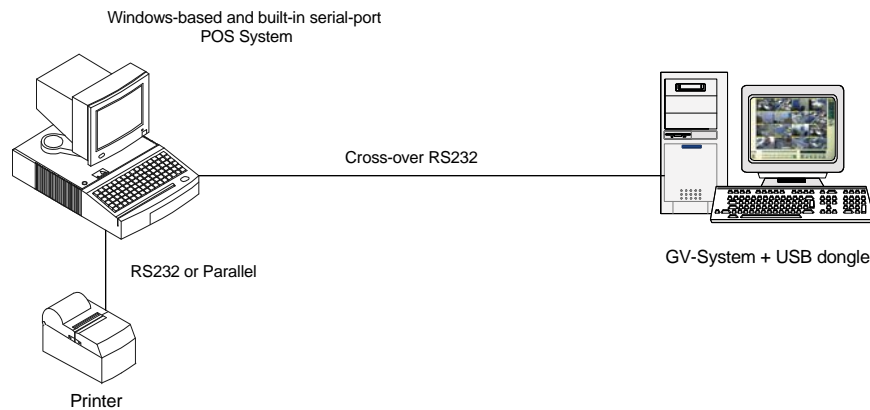 Windows-based and built-in serial-port
POS System
Cross-over RS232
GV-System + USB dongle
RS232 or Parallel
Printer